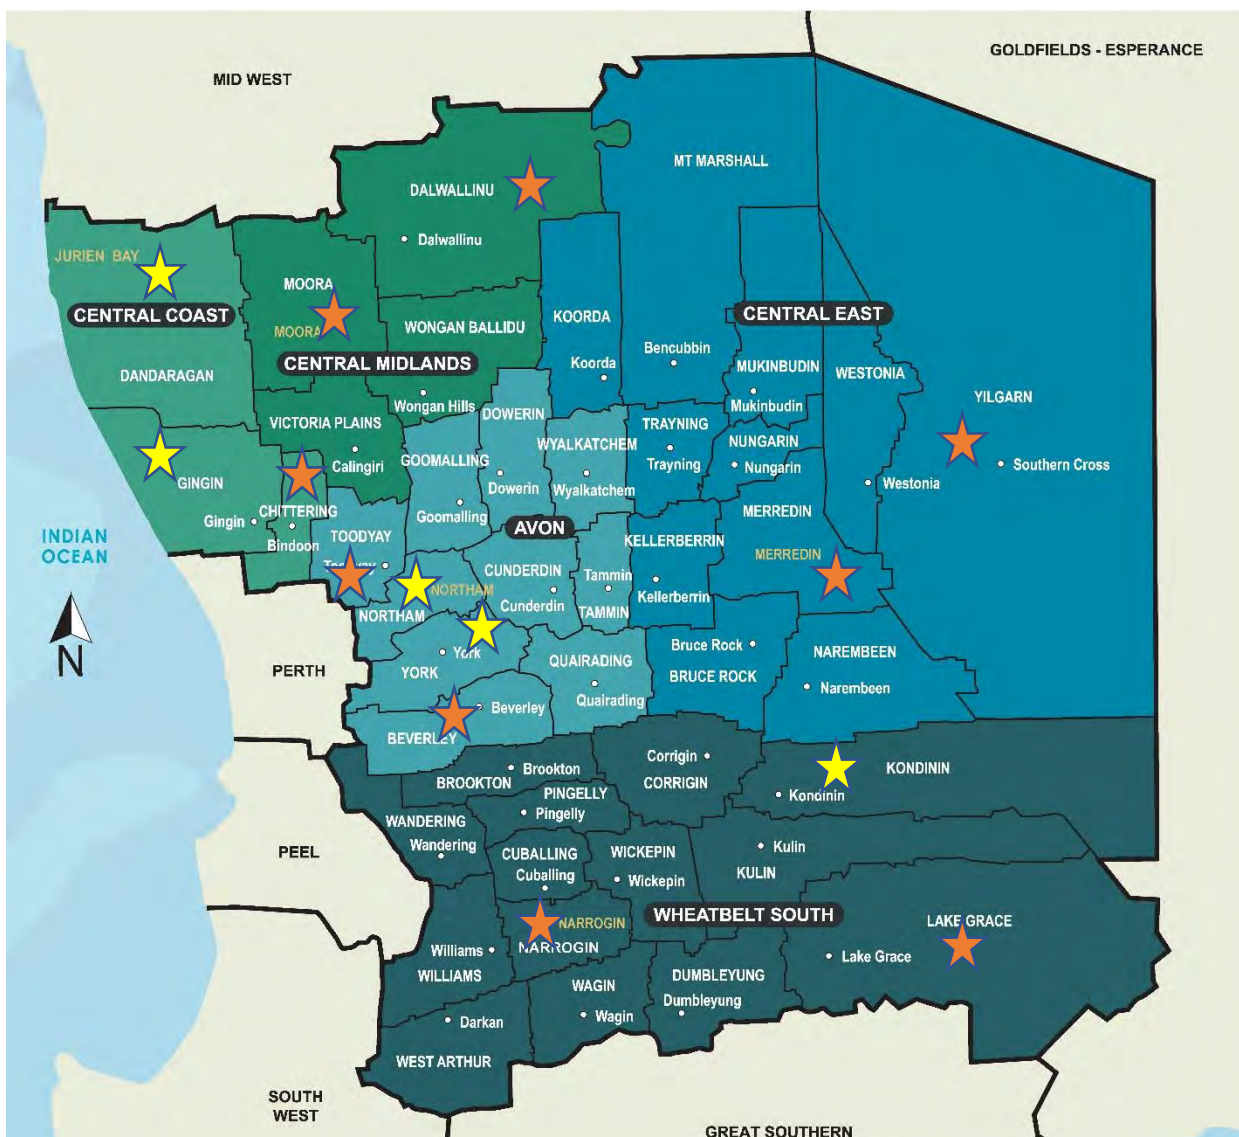 GOLDFIELDS - ESPERANCE
MID WEST
MT MARSHALL
DALWALLINU
Dalwallinu
JURIEN BAY
MOORA
CENTRAL COAST
CENTRAL EAST
KOORDA
MOORA
WONGAN BALLIDU
Bencubbin
CENTRAL MIDLANDS
Koorda
MUKINBUDIN
WESTONIA
DANDARAGAN
YILGARN
Wongan Hills
DOWERIN
Mukinbudin
VICTORIA PLAINS
TRAYNING
WYALKATCHEM
NUNGARIN
Calingiri
GOOMALLING
Trayning
Nungarin
Southern Cross
GINGIN
Dowerin
Wyalkatchem
Westonia
CHITTERING
Goomalling
MERREDIN
Gingin
AVON
INDIAN
OCEAN
TOODYAY
KELLERBERRIN
Bindoon
MERREDIN
Toodyay
CUNDERDIN
Tammin
NORTHAM
Cunderdin
Kellerberrin
NORTHAM
TAMMIN
N
York
Bruce Rock
NAREMBEEN
PERTH
YORK
QUAIRADING
BRUCE ROCK
Quairading
Narembeen
Beverley
BEVERLEY
Corrigin
Brookton
KONDININ
BROOKTON
CORRIGIN
PINGELLY
Kondinin
Pingelly
WANDERING
Wandering
Kulin
PEEL
CUBALLING
WICKEPIN
KULIN
Cuballing
Wickepin
WHEATBELT SOUTH
NARROGIN
LAKE GRACE
NARROGIN
Williams
Lake Grace
WILLIAMS
DUMBLEYUNG
WAGIN
Dumbleyung
Wagin
Darkan
WEST ARTHUR
SOUTH
WEST
GREAT SOUTHERN